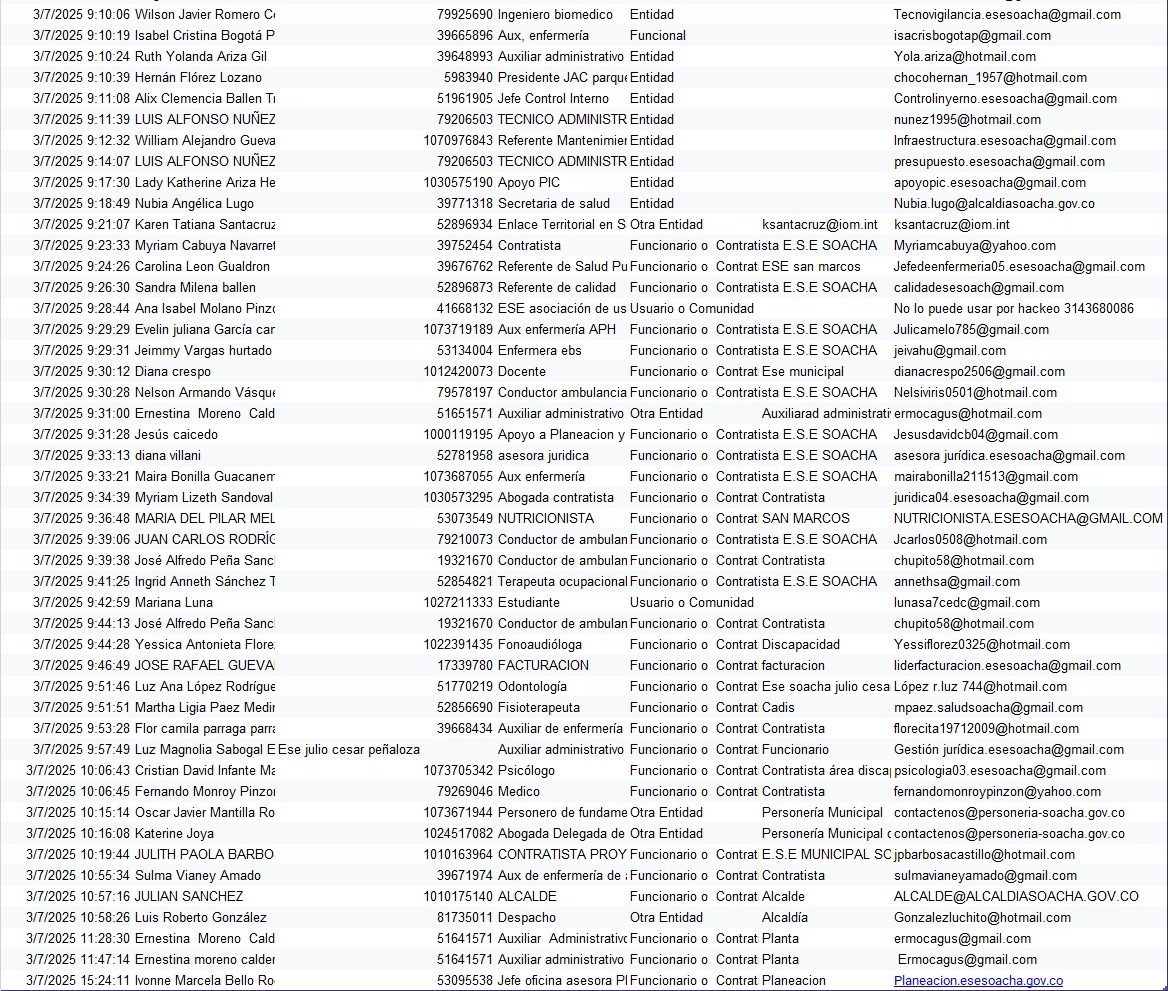 3/7/2025 9:10:06 Wilson Javier Romero 79925690 Ingeniero biomedico Entidad Tecnovigilancia.esesoacha@gmail.com
3/7/2025 9:10:19 Isabel Cristina Bogotá P 39665896 Aux, enfermería Funcional isacrisbogotap@gmail.com
3/7/2025 9:10:24 Ruth Yolanda Ariza Gil 39648993 Auxiliar administrativo Entidad Yola.ariza@hotmail.com
3/7/2025 9:10:39 Hernán Flórez Lozano 5983940 Presidente JAC parque Entidad chocohernan_1957@hotmail.com
3/7/2025 9:11:08 Alix Clemencia Ballen Tr 51961905 Jefe Control Interno Entidad Controlinyerno.esesoacha@gmail.com
3/7/2025 9:11:39 LUIS ALFONSO NUÑEZ 79206503 TECNICO ADMINISTR Entidad nunez1995@hotmail.com
3/7/2025 9:12:32 William Alejandro Gueva 1070976843 Referente Mantenimier Entidad Infraestructura.esesoacha@gmail.com
3/7/2025 9:14:07 LUIS ALFONSO NUÑEZ 79206503 TECNICO ADMINISTR Entidad presupuesto.esesoacha@gmail.com
3/7/2025 9:17:30 Lady Katherine Ariza He 1030575190 Apoyo PIC Entidad apoyopic.esesoacha@gmail.com
3/7/2025 9:18:49 Nubia Angélica Lugo 39771318 Secretaria de salud Entidad Nubia.lugo@alcaldiasoacha.gov.co
3/7/2025 9:21:07 Karen Tatiana Santacruz 52896934 Enlace Territorial en S Otra Entidad ksantacruz@iom.int ksantacruz@iom.int
3/7/2025 9:23:33 Myriam Cabuya Navarret 39752454 Contratista Funcionario o Contratista E.S.E SOACHA Myriamcabuya@yahoo.com
3/7/2025 9:24:26 Carolina Leon Gualdron 39676762 Referente de Salud Pu Funcionario o Contrat ESE san marcos Jefedeenfermeria05.esesoacha@gmail.com
3/7/2025 9:26:30 Sandra Milena ballen 52896873 Referente de calidad Funcionario o Contratista E.S.E SOACHA calidadesesoach@gmail.com
3/7/2025 9:28:44 Ana Isabel Molano Pinzo 41668132 ESE asociación de us Usuario o Comunidad No lo puede usar por hackeo 3143680086
3/7/2025 9:29:29 Evelin juliana García car 1073719189 Aux enfermería APH Funcionario o Contratista E.S.E SOACHA Julicamelo785@gmail.com
3/7/2025 9:29:31 Jeimmy Vargas hurtado 53134004 Enfermera ebs Funcionario o Contratista E.S.E SOACHA jeivahu@gmail.com
3/7/2025 9:30:12 Diana crespo 1012420073 Docente Funcionario o Contrat Ese municipal dianacrespo2506@gmail.com
3/7/2025 9:30:28 Nelson Armando Vásque 79578197 Conductor ambulancia Funcionario o Contratista E.S.E SOACHA Nelsiviris0501@hotmail.com
3/7/2025 9:31:00 Ernestina Moreno Cald 51651571 Auxiliar administrativo Otra Entidad Auxiliarad administrati ermocagus@hotmail.com
3/7/2025 9:31:28 Jesús caicedo 1000119195 Apoyo a Planeacion y Funcionario o Contratista E.S.E SOACHA Jesusdavidcb04@gmail.com
3/7/2025 9:33:13 diana villani 52781958 asesora juridica Funcionario o Contratista E.S.E SOACHA asesora jurídica.esesoacha@gmail.com
3/7/2025 9:33:21 Maira Bonilla Guacanem 1073687055 Aux enfermería Funcionario o Contratista E.S.E SOACHA mairabonilla211513@gmail.com
3/7/2025 9:34:39 Myriam Lizeth Sandoval 1030573295 Abogada contratista Funcionario o Contrat Contratista juridica04.esesoacha@gmail.com
3/7/2025 9:36:48 MARIA DEL PILAR MEL 53073549 NUTRICIONISTA Funcionario o Contrat SAN MARCOS NUTRICIONISTA.ESESOACHA@GMAIL.COM
3/7/2025 9:39:06 JUAN CARLOS RODRÍG 79210073 Conductor de ambulan Funcionario o Contratista E.S.E SOACHA Jcarlos0508@hotmail.com
3/7/2025 9:39:38 José Alfredo Peña Sancl 19321670 Conductor de ambulan Funcionario o Contrat Contratista chupito58@hotmail.com
3/7/2025 9:41:25 Ingrid Anneth Sánchez T 52854821 Terapeuta ocupacional Funcionario o Contratista E.S.E SOACHA annethsa@gmail.com
3/7/2025 9:42:59 Mariana Luna 1027211333 Estudiante Usuario o Comunidad lunasa7cedc@gmail.com
3/7/2025 9:44:13 José Alfredo Peña Sancl 19321670 Conductor de ambulan Funcionario o Contrat Contratista chupito58@hotmail.com
3/7/2025 9:44:28 Yessica Antonieta Flore 1022391435 Fonoaudióloga Funcionario o Contrat Discapacidad Yessiflorez0325@hotmail.com
3/7/2025 9:46:49 JOSE RAFAEL GUEVAI 17339780 FACTURACION Funcionario o Contrat facturacion liderfacturacion.esesoacha@gmail.com
3/7/2025 9:51:46 Luz Ana López Rodrígue 51770219 Odontología Funcionario o Contrat Ese soacha julio cesa López r.luz 744@hotmail.com
3/7/2025 9:51:51 Martha Ligia Paez Medir 52856690 Fisioterapeuta Funcionario o Contrat Cadis mpaez.saludsoacha@gmail.com
3/7/2025 9:53:28 Flor camila parraga parra 39668434 Auxiliar de enfermería Funcionario o Contrat Contratista florecita19712009@hotmail.com
3/7/2025 9:57:49 Luz Magnolia Sabogal E Ese julio cesar peñaloza Auxiliar administrativo Funcionario o Contrat Funcionario Gestión jurídica.esesoacha@gmail.com
3/7/2025 10:06:43 Cristian David Infante Ma 1073705342 Psicólogo Funcionario o Contrat Contratista área discap psicologia03.esesoacha@gmail.com
3/7/2025 10:06:45 Fernando Monroy Pinzor 79269046 Medico Funcionario o Contrat Contratista fernandomonroypinzon@yahoo.com
3/7/2025 10:15:14 Oscar Javier Mantilla Ro 1073671944 Personero de fundame Otra Entidad Personería Municipal contactenos@personeria-soacha.gov.co
3/7/2025 10:16:08 Katerine Joya 1024517082 Abogada Delegada de Otra Entidad Personería Municipal c contactenos@personeria-soacha.gov.co
3/7/2025 10:19:44 JULITH PAOLA BARBO 1010163964 CONTRATISTA PROY Funcionario o Contrat E.S.E MUNICIPAL SO jpbarbosacastillo@hotmail.com
3/7/2025 10:55:34 Sulma Vianey Amado 39671974 Aux de enfermería de Funcionario o Contrat Contratista sulmavianeyamado@gmail.com
3/7/2025 10:57:16 JULIAN SANCHEZ 1010175140 ALCALDE Funcionario o Contrat Alcalde ALCALDE@ALCALDIASOACHA.GOV.CO
3/7/2025 10:58:26 Luis Roberto González 81735011 Despacho Otra Entidad Alcaldía Gonzalezluchito@hotmail.com
3/7/2025 11:28:30 Ernestina Moreno Cald 51641571 Auxiliar Administrativo Funcionario o Contrat Planta ermocagus@gmail.com
3/7/2025 11:47:14 Ernestina moreno calder 51641571 Auxiliar administrativo Funcionario o Contrat Planta Ermocagus@gmail.com
3/7/2025 15:24:11 Ivonne Marcela Bello Ro 53095538 Jefe oficina asesora Pl Funcionario o Contrat Planeacion Planeacion.esesoacha.gov.co